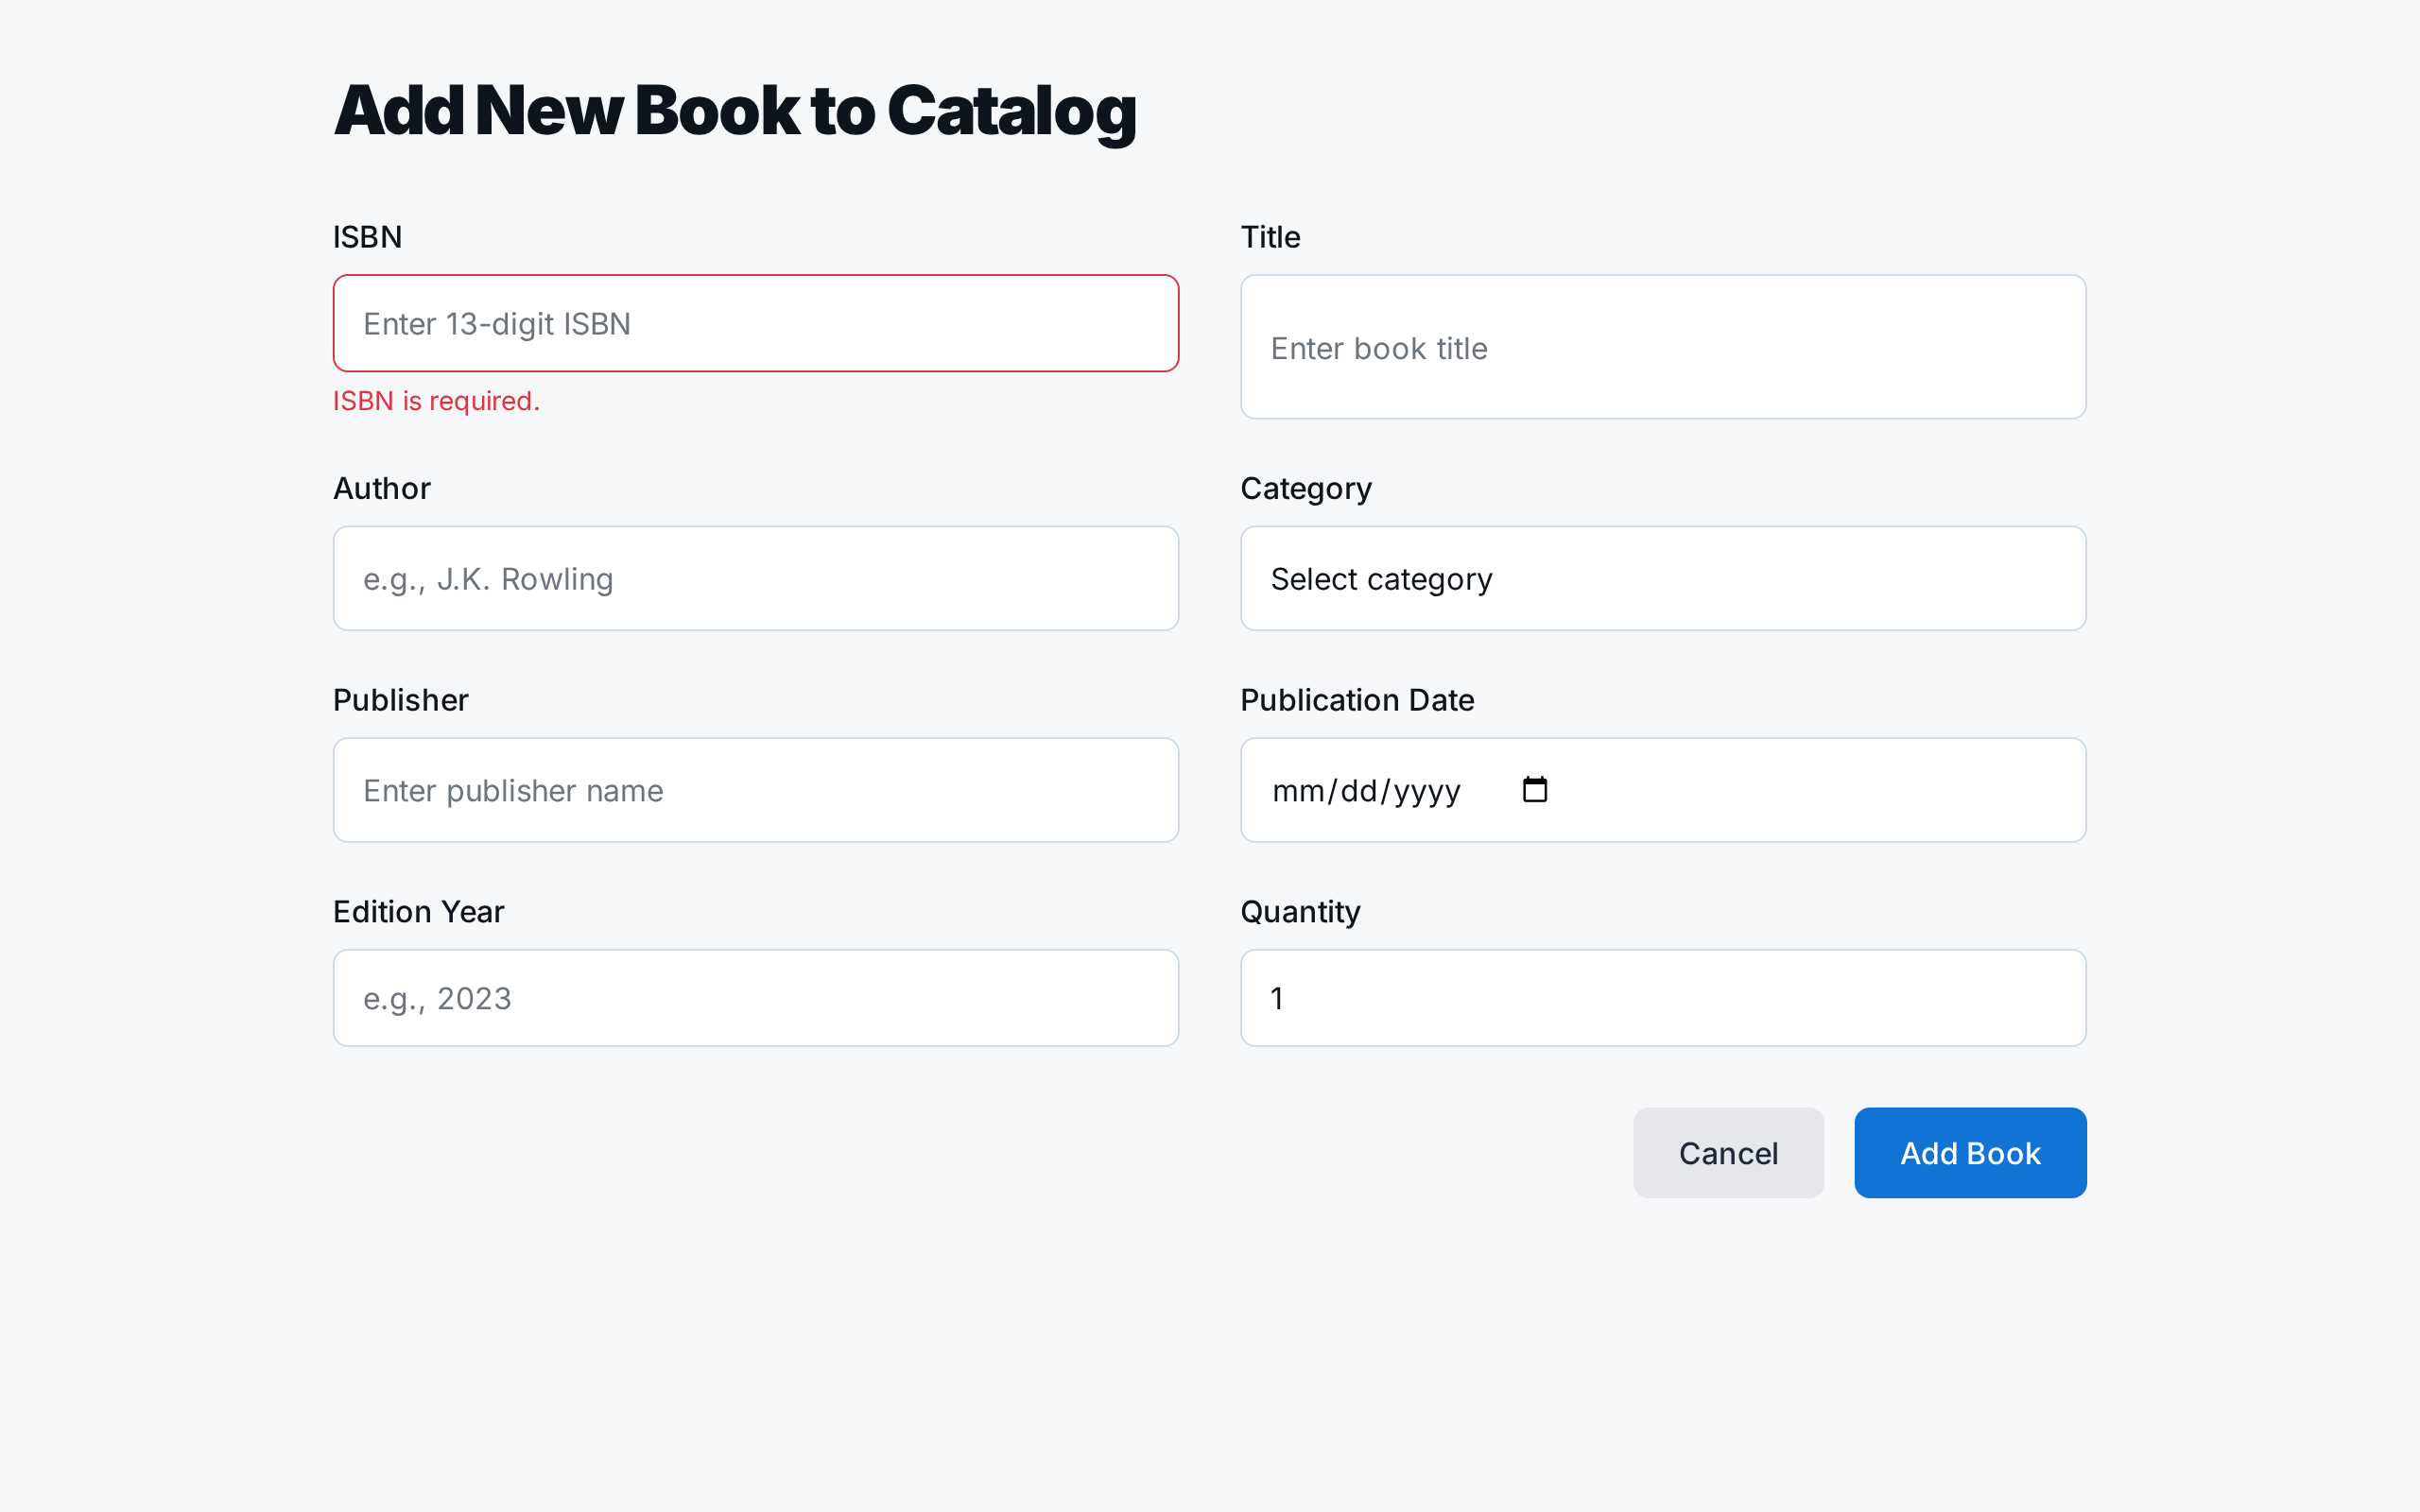 Add New Book to Catalog
ISBN
Title
Enter 13-digit ISBN
Enter book title
ISBN is required.
Author
Category
e.g., J.K. Rowling
Select category
Publisher
Publication Date
Enter publisher name
mm/dd/yyyy
Edition Year
Quantity
e.g., 2023
1
Cancel
Add Book